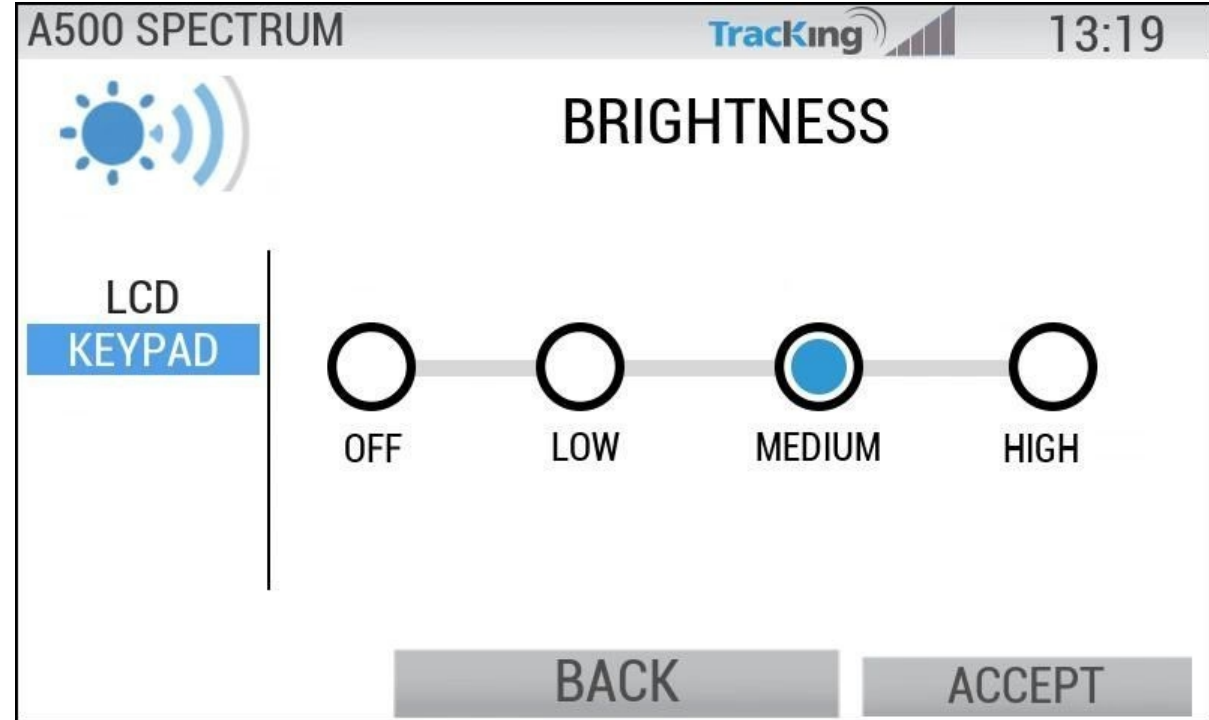 A500 SPECTRUM TracKing 13:19
BRIGHTNESS
LCD
KEYPAD
OFF LOW MEDIUM HIGH
BACK ACCEPT